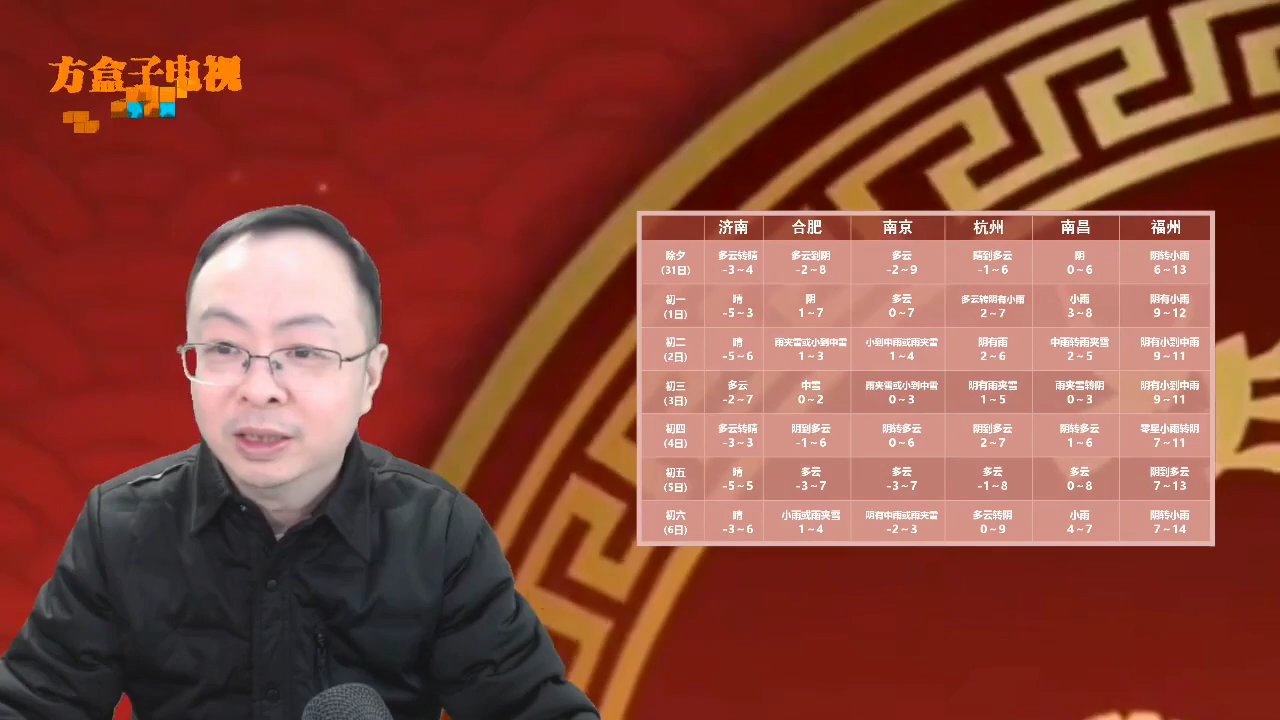 方盒子电视
济南 合肥 南京 杭州 南昌 福州
除夕 多云转晴 多云到阴 多云 晴到多云 阴 阴转小雨
(31日) -3~4 -2~8 -2~9 -1~6 0~6 6~13
初一 晴 阴 多云 多云转阴有小雨 小雨 阴有小雨
(1日) -5~3 1~7 0~7 2~7 3~8 9~12
初二 晴 雨夹雪或小到中雪 小到中雨或雨夹雪 阴有雨 中雨转雨夹雪 阴有小到中雨
(2日) -5~6 1~3 1~4 2~6 2~5 9~11
初三 多云 中雪 雨夹雪或小到中雪 阴有雨夹雪 雨夹雪转阴 阴有小到中雨
(3日) -2~7 0~2 0~3 1~5 0~3 9~11
初四 多云转晴 阴到多云 阴转多云 阴到多云 阴转多云 零星小雨转阴
(4日) -3~3 -1~6 0~6 2~7 1~6 7~11
初五 晴 多云 多云 多云 多云 阴到多云
(5日) -5~5 -3~7 -3~7 -1~8 0~8 7~13
初六 晴 小雨或雨夹雪 阴有中雨或雨夹雪 多云转阴 小雨 阴转小雨
(6日) -3~6 1~4 -2~3 0~9 4~7 7~14